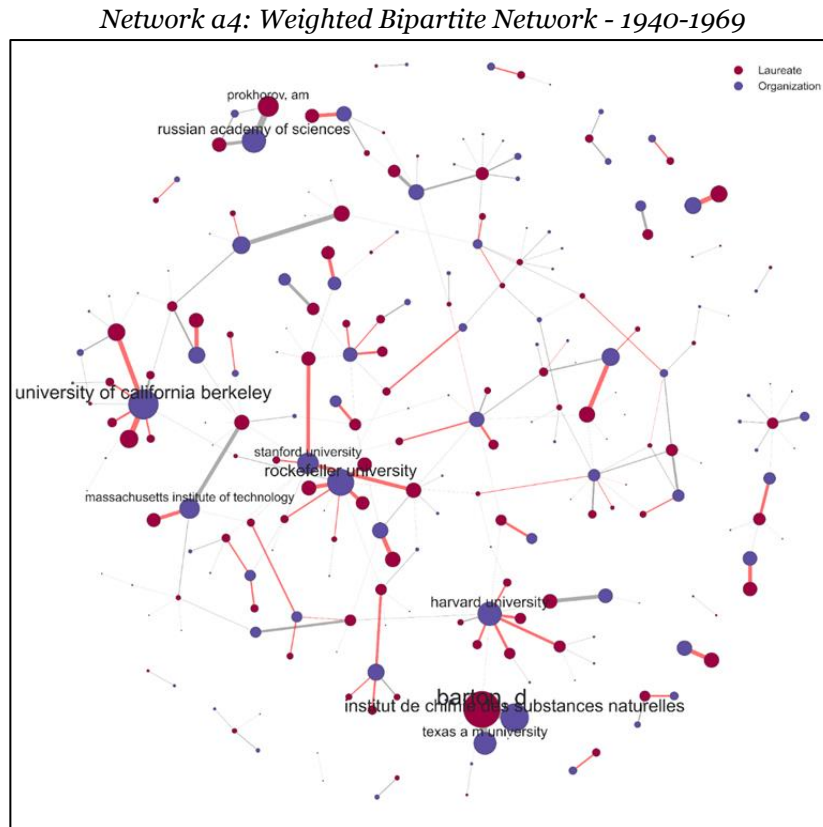 Network a4: Weighted Bipartite Network - 1940-1969
Laureate
Organization
prokhorov, am
russian academy of sciences
university of california berkeley
stanford university
rockefeller university
massachusetts institute of technology
harvard university
barton, d
institut de chimie des substances naturelles
texas a m university